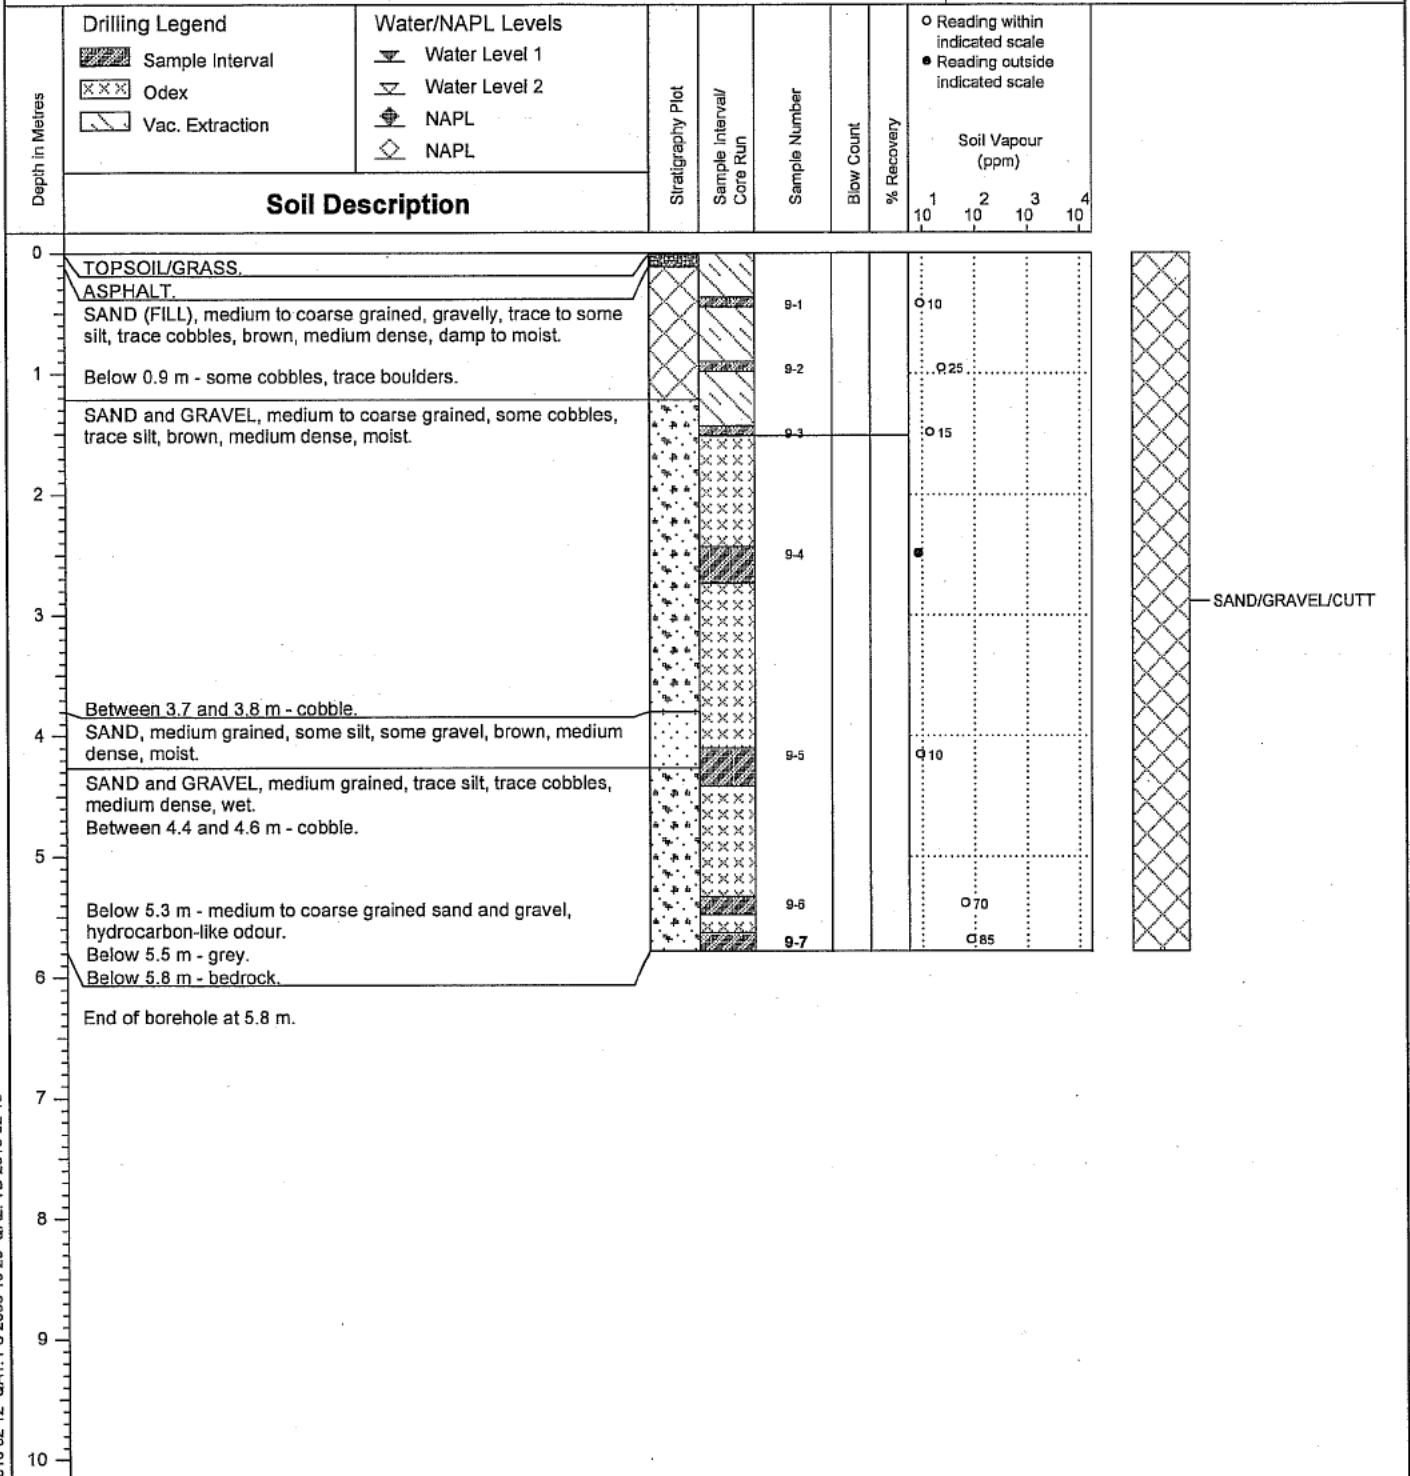 Drilling Legend
Sample Interval
Odex
Vac. Extraction
Water/NAPL Levels
Water Level 1
Water Level 2
NAPL
NAPL
Depth in Metres
Soil Description
Stratigraphy Plot
Sample Interval/
Core Run
Sample Number
Blow Count
% Recovery
Reading within
indicated scale
Reading outside
indicated scale
Soil Vapour
(ppm)
10 1 10 2 10 3 10 4
0
TOPSOIL/GRASS.
ASPHALT.
SAND (FILL), medium to coarse grained, gravelly, trace to some
silt, trace cobbles, brown, medium dense, damp to moist.
9-1
10
Below 0.9 m - some cobbles, trace boulders.
9-2
25
1
SAND and GRAVEL, medium to coarse grained, some cobbles,
trace silt, brown, medium dense, moist.
9-3
15
2
9-4
3
SAND/GRAVEL/CUTT
Between 3.7 and 3.8 m - cobble.
SAND, medium grained, some silt, some gravel, brown, medium
dense, moist.
4
9-5
10
SAND and GRAVEL, medium grained, trace silt, trace cobbles,
medium dense, wet.
Between 4.4 and 4.6 m - cobble.
5
Below 5.3 m - medium to coarse grained sand and gravel,
hydrocarbon-like odour.
9-6
70
Below 5.5 m - grey.
9-7
85
Below 5.8 m - bedrock.
6
End of borehole at 5.8 m.
7
8
9
10